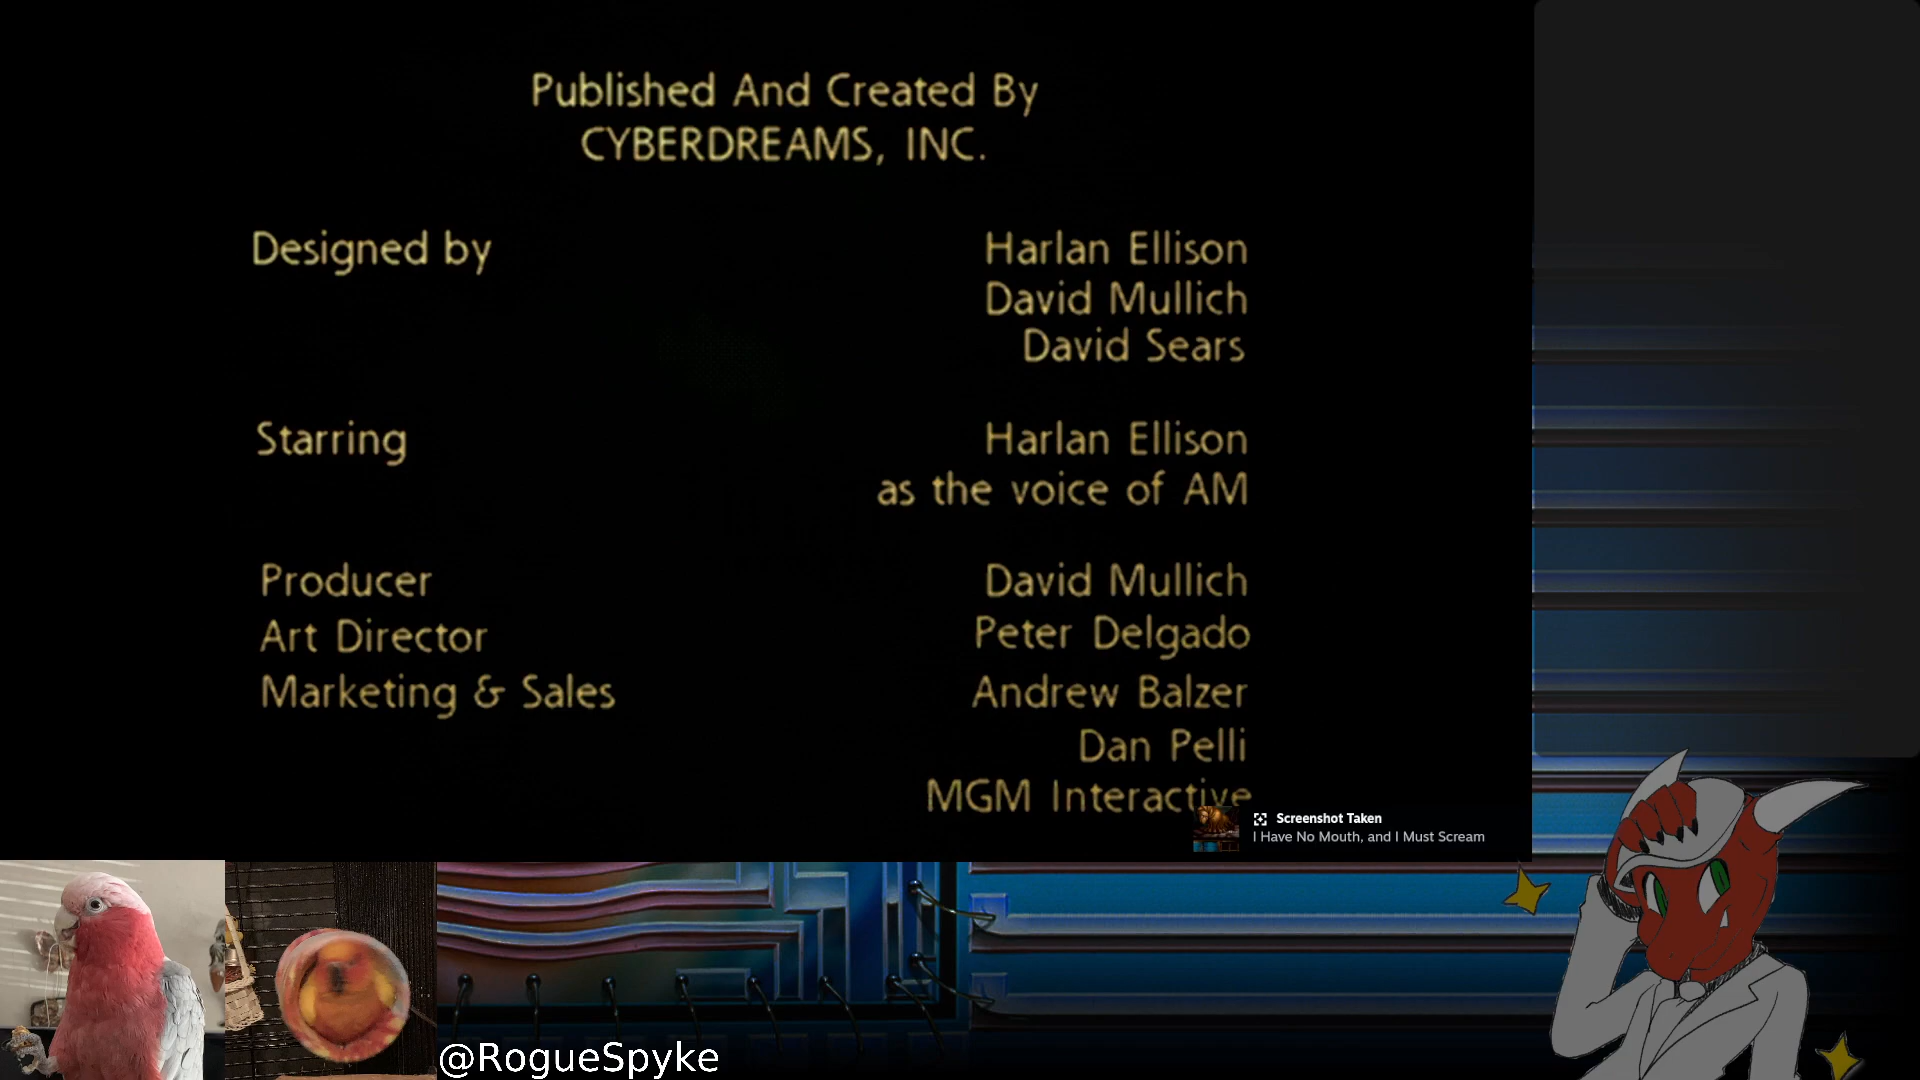 Published And Created By
CYBERDREAMS, INC.
Designed by
Harlan Ellison
David Mullich
David Sears
Starring
Harlan Ellison
as the voice of AM
Producer
David Mullich
Art Director
Peter Delgado
Marketing & Sales
Andrew Balzer
Dan Pelli
MGM Interactive
Screenshot Taken
I Have No Mouth, and I Must Scream
@RogueSpyke